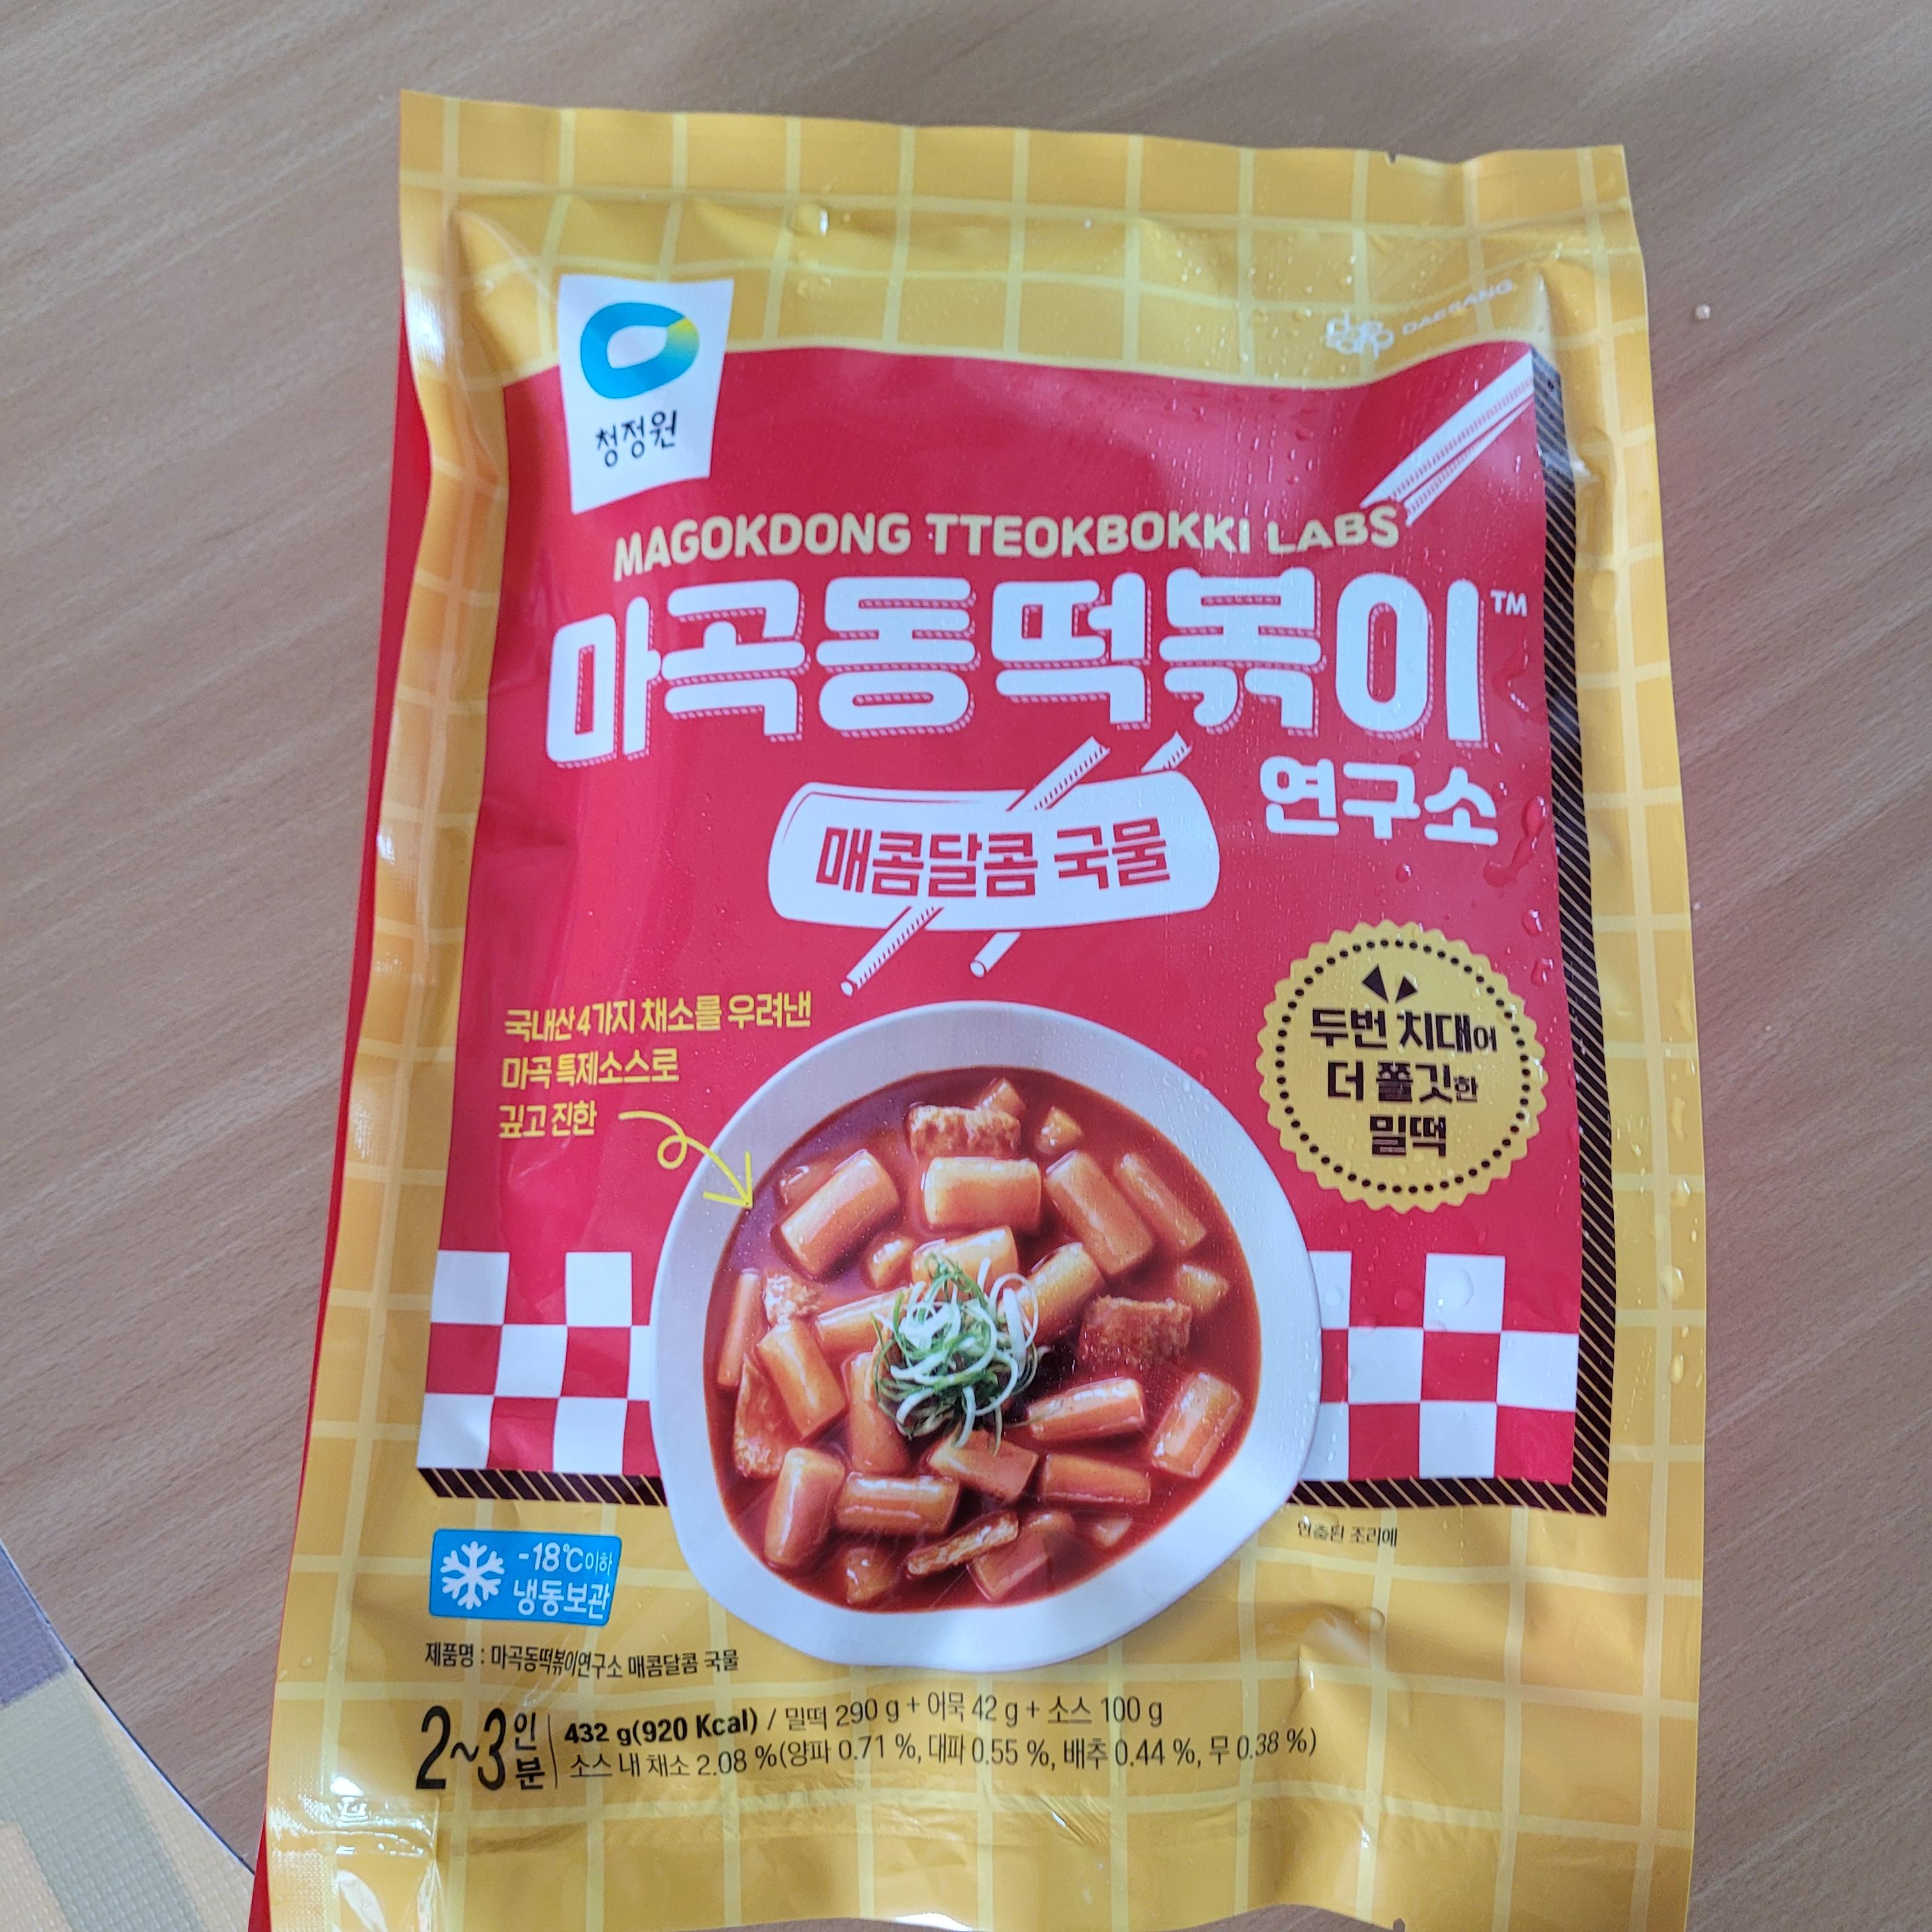 청정원
DAESANG
MAGOKDONG TTEOKBOKKI LABS
마곡동떡볶이™
연구소
매콤달콤 국물
국내산 4가지 채소를 우려낸
마곡 특제소스로
깊고 진한
두번 치대어
더 쫄깃한
밀떡
연출된 조리예
-18℃이하
냉동보관
제품명 : 마곡동떡볶이연구소 매콤달콤 국물
2~3인분
432 g(920 Kcal) / 밀떡 290 g + 어묵 42 g + 소스 100 g
소스 내 채소 2.08 %(양파 0.71 %, 대파 0.55 %, 배추 0.44 %, 무 0.38 %)